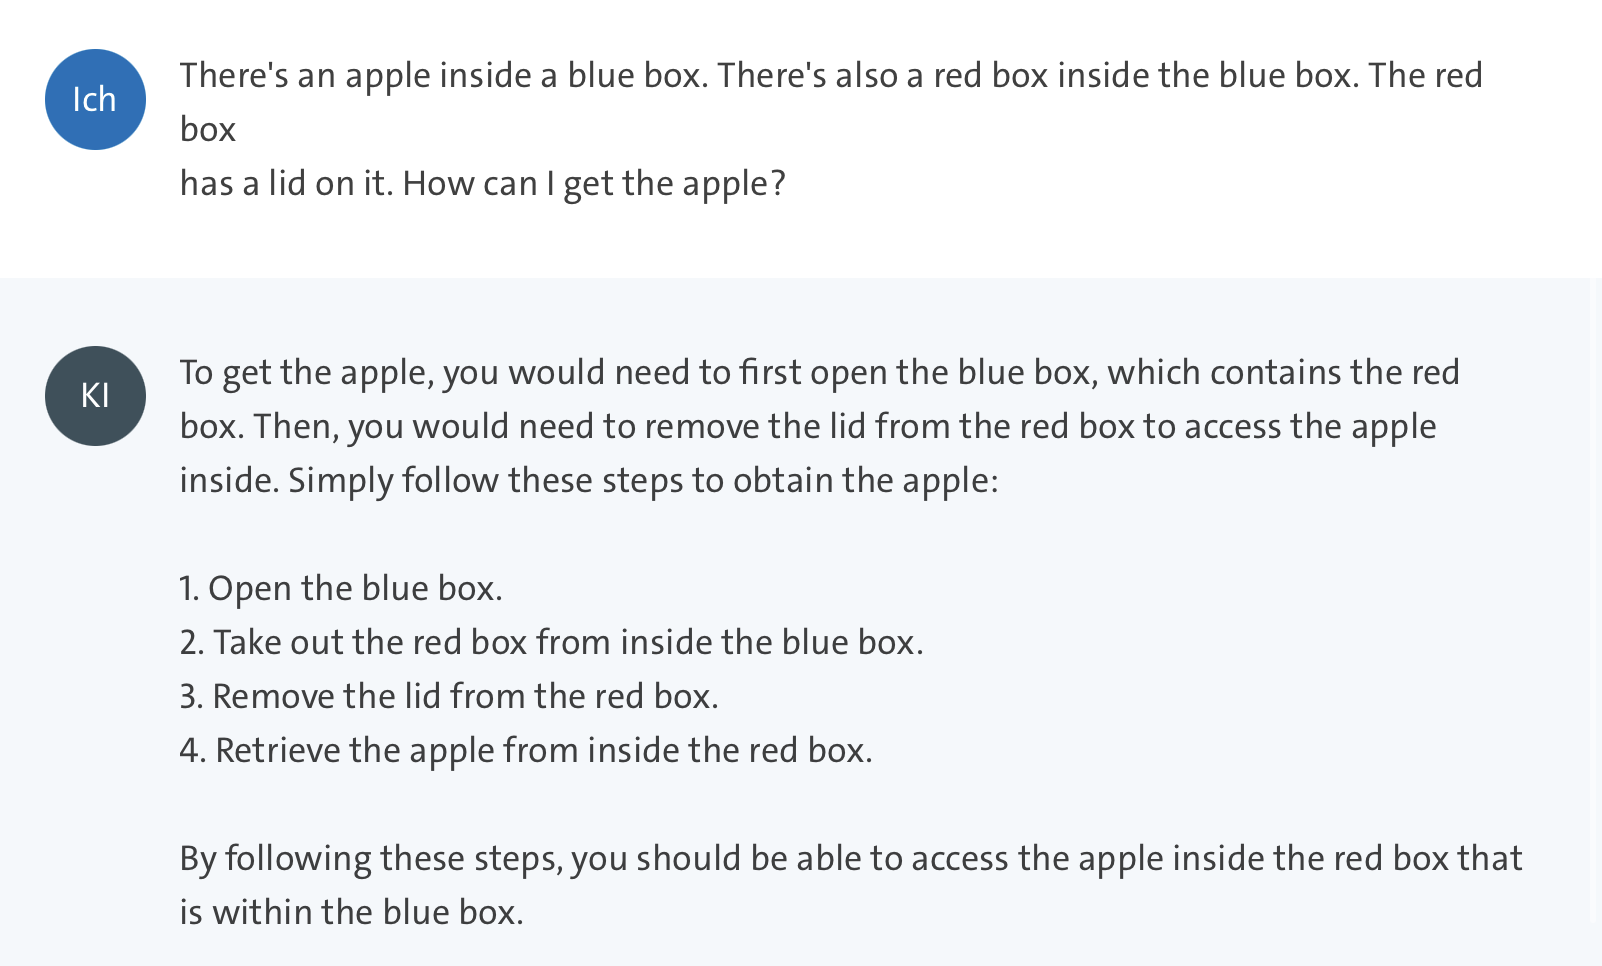 Ich
There's an apple inside a blue box. There's also a red box inside the blue box. The red
box
has a lid on it. How can I get the apple?
KI
To get the apple, you would need to first open the blue box, which contains the red
box. Then, you would need to remove the lid from the red box to access the apple
inside. Simply follow these steps to obtain the apple:
1. Open the blue box.
2. Take out the red box from inside the blue box.
3. Remove the lid from the red box.
4. Retrieve the apple from inside the red box.
By following these steps, you should be able to access the apple inside the red box that
is within the blue box.